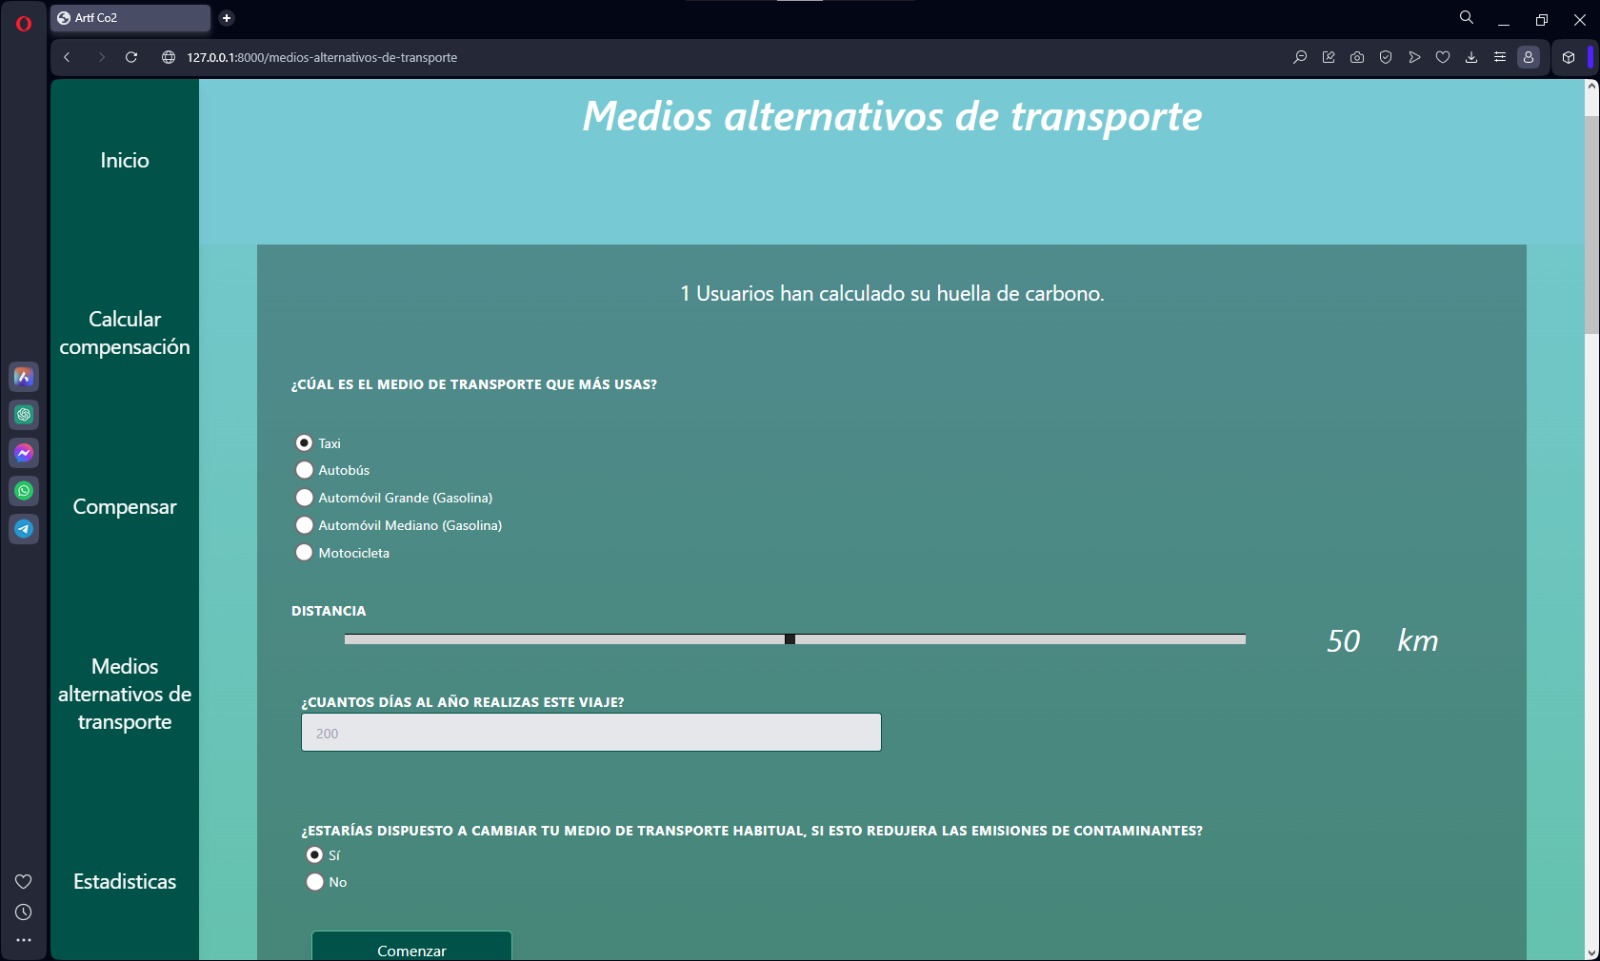 Artf Co2
127.0.0.1:8000/medios-alternativos-de-transporte
Inicio
Calcular
compensación
Compensar
Medios
alternativos de
transporte
Estadisticas
Medios alternativos de transporte
1 Usuarios han calculado su huella de carbono.
¿CÚAL ES EL MEDIO DE TRANSPORTE QUE MÁS USAS?
Taxi
Autobús
Automóvil Grande (Gasolina)
Automóvil Mediano (Gasolina)
Motocicleta
DISTANCIA
50 km
¿CUANTOS DÍAS AL AÑO REALIZAS ESTE VIAJE?
200
¿ESTARÍAS DISPUESTO A CAMBIAR TU MEDIO DE TRANSPORTE HABITUAL, SI ESTO REDUJERA LAS EMISIONES DE CONTAMINANTES?
Sí
No
Comenzar